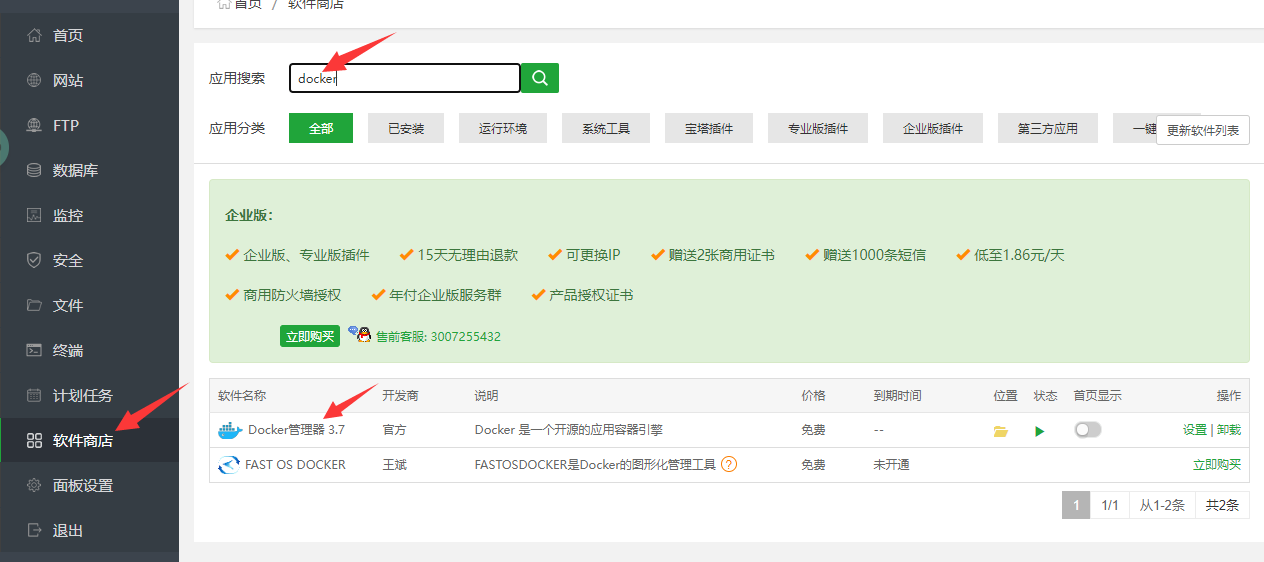 首页 / 软件商店
首页
网站
FTP
数据库
监控
安全
文件
终端
计划任务
软件商店
面板设置
退出
应用搜索 docker
应用分类 全部 已安装 运行环境 系统工具 宝塔插件 专业版插件 企业版插件 第三方应用 一键 更新软件列表
企业版:
企业版、专业版插件 15天无理由退款 可更换IP 赠送2张商用证书 赠送1000条短信 低至1.86元/天
商用防火墙授权 年付企业版服务群 产品授权证书
立即购买 售前客服: 3007255432
软件名称 开发商 说明 价格 到期时间 位置 状态 首页显示 操作
Docker管理器 3.7 官方 Docker 是一个开源的应用容器引擎 免费 -- 设置 | 卸载
FAST OS DOCKER 王斌 FASTOSDOCKER是Docker的图形化管理工具 ? 免费 未开通 立即购买
1 1/1 从1-2条 共2条